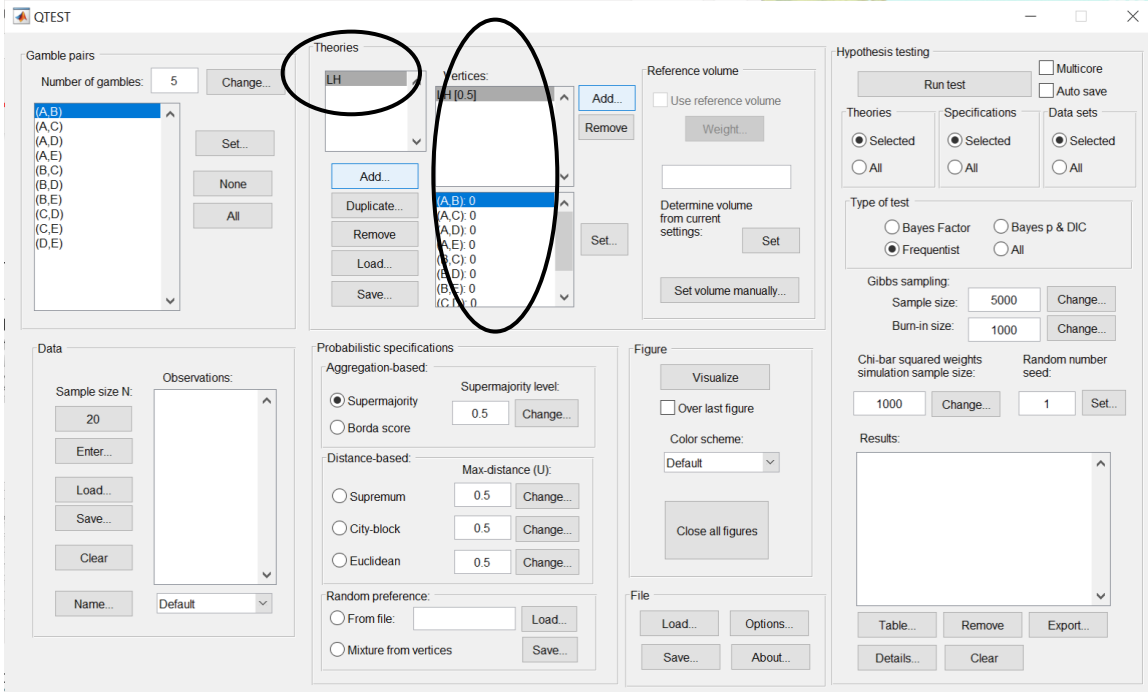 QTEST
Gamble pairs
Number of gambles: 5 Change...
(A,B)
(A,C)
(A,D)
(A,E)
(B,C)
(B,D)
(B,E)
(C,D)
(C,E)
(D,E)
Set...
None
All
Theories
LH
Add...
Duplicate...
Remove
Load...
Save...
Vertices:
LH [0.5]
Add...
Remove
(A,B): 0
(A,C): 0
(A,D): 0
(A,E): 0
(B,C): 0
(B,D): 0
(B,E): 0
(C,D): 0
Set...
Reference volume
Use reference volume
Weight...
Determine volume
from current
settings:
Set
Set volume manually...
Hypothesis testing
Run test
Multicore
Auto save
Theories
Selected
All
Specifications
Selected
All
Data sets
Selected
All
Type of test
Bayes Factor Bayes p & DIC
Frequentist All
Gibbs sampling:
Sample size: 5000 Change...
Burn-in size: 1000 Change...
Chi-bar squared weights
simulation sample size:
1000 Change...
Random number
seed:
1 Set...
Results:
Table... Remove Export...
Details... Clear
Data
Sample size N:
20
Enter...
Load...
Save...
Clear
Name... Default
Observations:
Probabilistic specifications
Aggregation-based:
Supermajority
Borda score
Supermajority level:
0.5 Change...
Distance-based:
Max-distance (U):
Supremum 0.5 Change...
City-block 0.5 Change...
Euclidean 0.5 Change...
Random preference:
From file: Load...
Mixture from vertices Save...
Figure
Visualize
Over last figure
Color scheme:
Default
Close all figures
File
Load... Options...
Save... About...